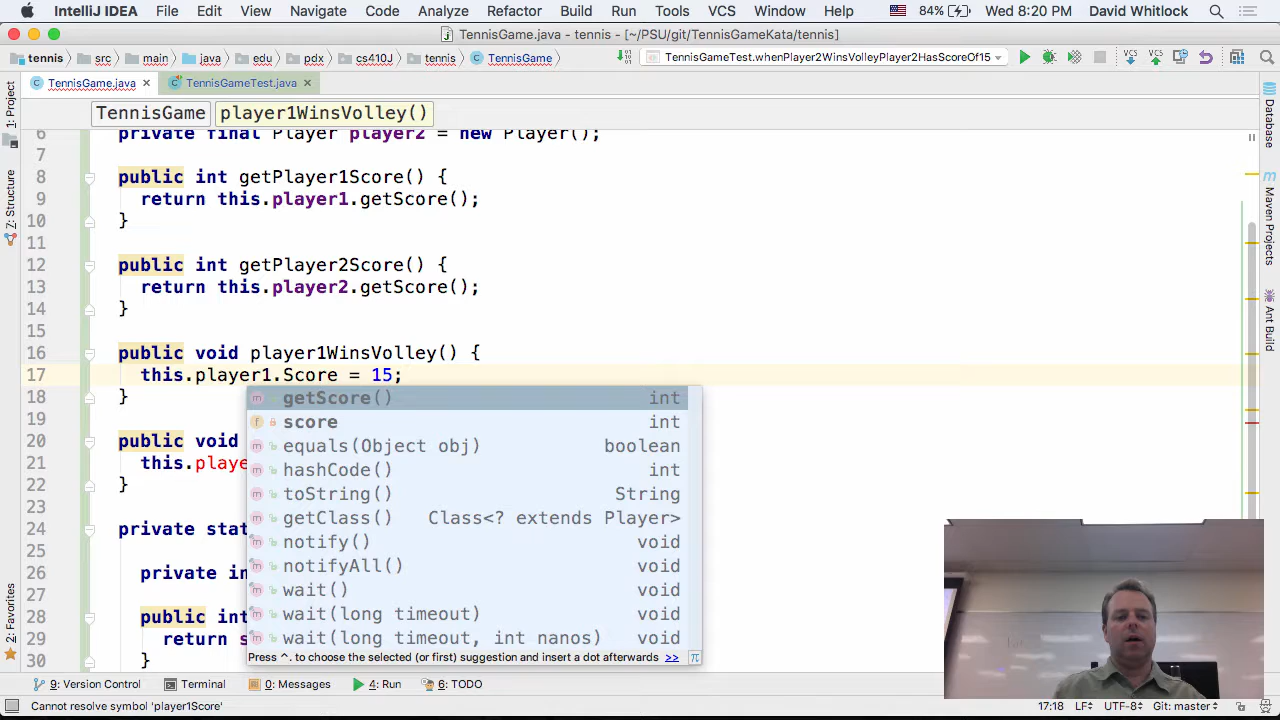 IntelliJ IDEA File Edit View Navigate Code Analyze Refactor Build Run Tools VCS Window Help 84% Wed 8:20 PM David Whitlock
TennisGame.java - tennis - [~/PSU/git/TennisGameKata/tennis]
tennis src main java edu pdx cs410J tennis TennisGame TennisGameTest.whenPlayer2WinsVolleyPlayer2HasScoreOf15
TennisGame.java TennisGameTest.java
TennisGame player1WinsVolley()
6 private final Player player2 = new Player();
7
8 public int getPlayer1Score() {
9 return this.player1.getScore();
10 }
11
12 public int getPlayer2Score() {
13 return this.player2.getScore();
14 }
15
16 public void player1WinsVolley() {
17 this.player1.Score = 15;
18 }
19
20 public void
21 this.playe
22 }
23
24 private stat
25
26 private in
27
28 public int
29 return s
30 }
getScore() int
score int
equals(Object obj) boolean
hashCode() int
toString() String
getClass() Class<? extends Player>
notify() void
notifyAll() void
wait() void
wait(long timeout) void
wait(long timeout, int nanos) void
Press ^. to choose the selected (or first) suggestion and insert a dot afterwards >> π
1: Project
7: Structure
2: Favorites
Database
Maven Projects
Ant Build
9: Version Control Terminal 0: Messages 4: Run 6: TODO
Cannot resolve symbol 'player1Score' 17:18 LF UTF-8 Git: master